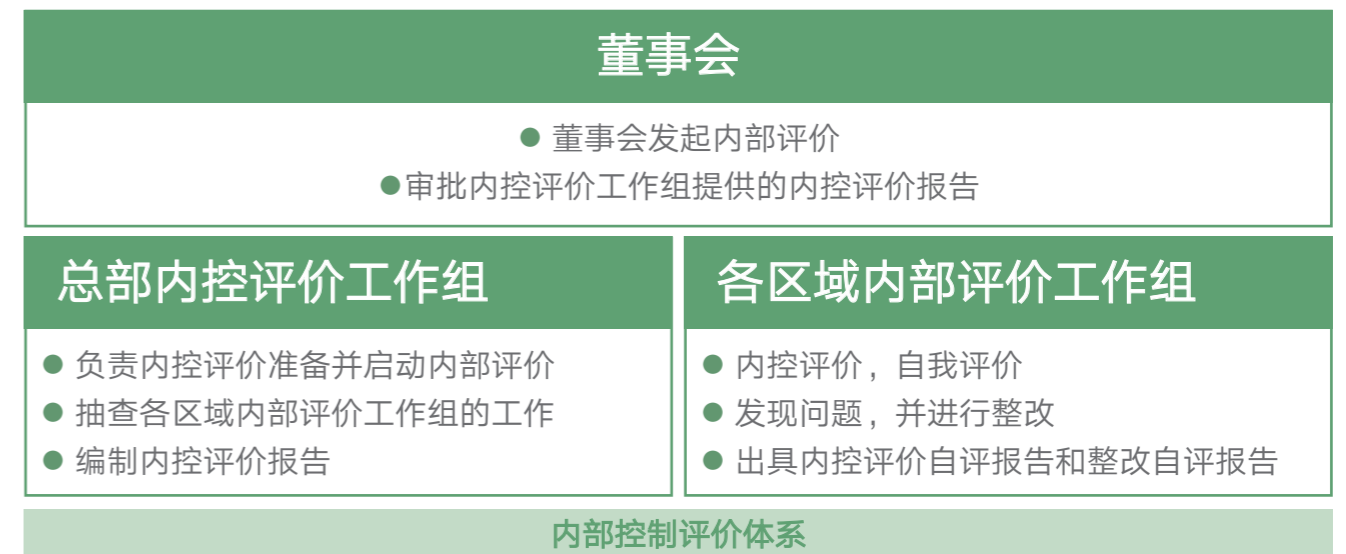 董事会
● 董事会发起内部评价
●审批内控评价工作组提供的内控评价报告
总部内控评价工作组
● 负责内控评价准备并启动内部评价
● 抽查各区域内部评价工作组的工作
● 编制内控评价报告
各区域内部评价工作组
● 内控评价，自我评价
● 发现问题，并进行整改
● 出具内控评价自评报告和整改自评报告
内部控制评价体系